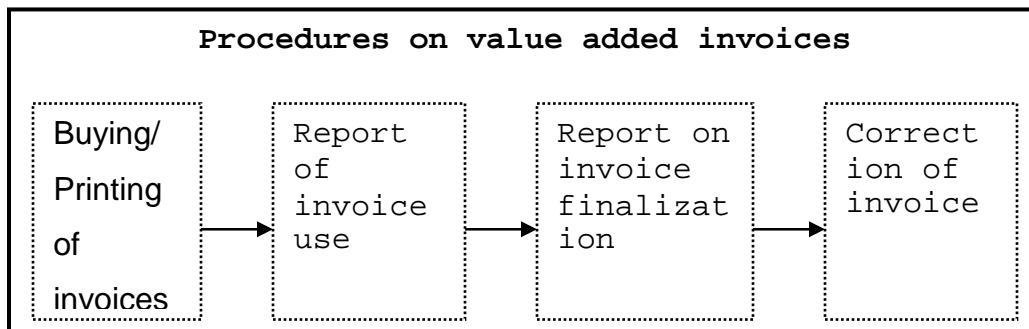 Procedures on value added invoices
Buying/
Printing
of
invoices
Report
of
invoice
use
Report on
invoice
finalizat
ion
Correct
ion of
invoice